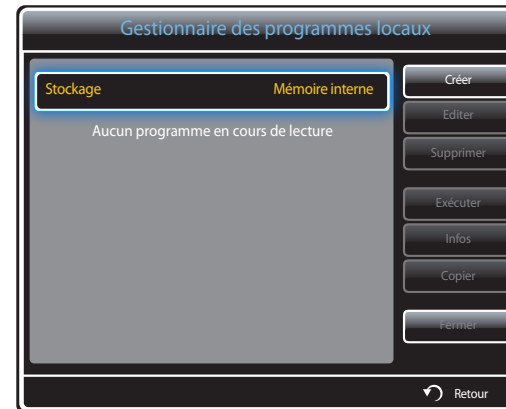 Gestionnaire des programmes locaux
Stockage Mémoire interne
Aucun programme en cours de lecture
Créer
Editer
Supprimer
Exécuter
Infos
Copier
Fermer
Retour